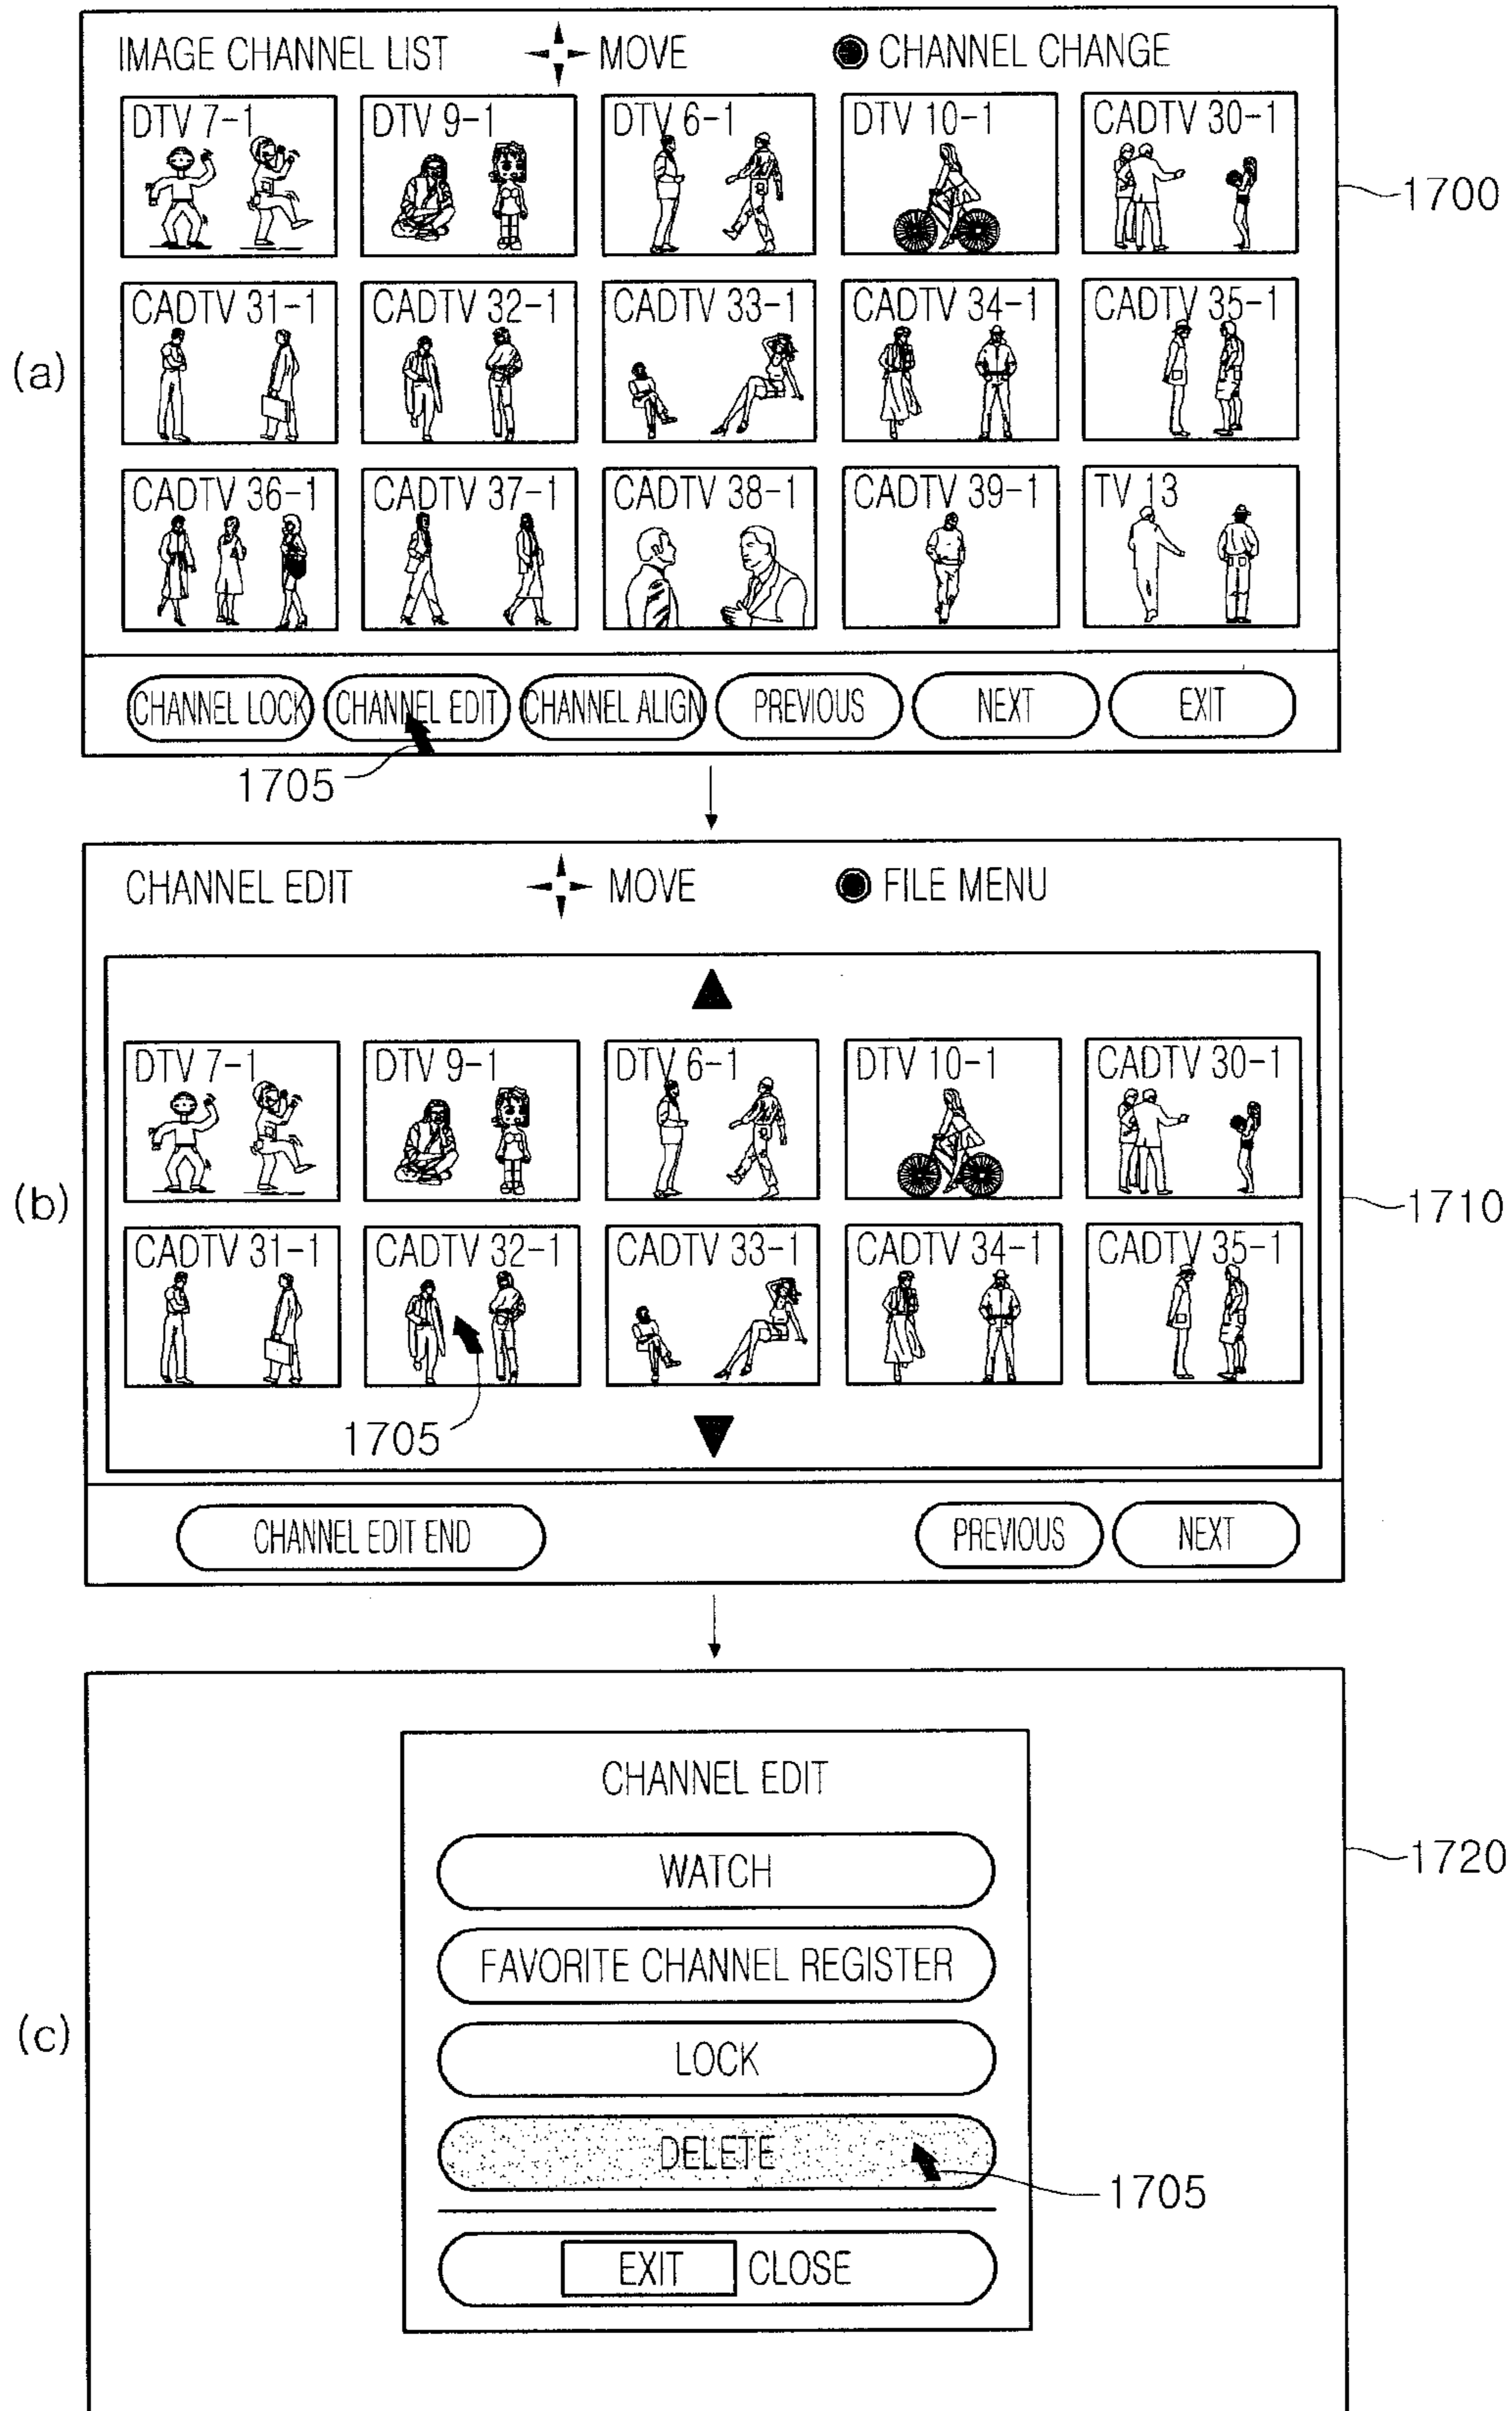 IMAGE CHANNEL LIST MOVE CHANNEL CHANGE
DTV 7-1 DTV 9-1 DTV 6-1 DTV 10-1 CADTV 30-1
1700
CADTV 31-1 CADTV 32-1 CADTV 33-1 CADTV 34-1 CADTV 35-1
(a)
CADTV 36-1 CADTV 37-1 CADTV 38-1 CADTV 39-1 TV 13
CHANNEL LOCK CHANNEL EDIT CHANNEL ALIGN PREVIOUS NEXT EXIT
1705
CHANNEL EDIT MOVE FILE MENU
DTV 7-1 DTV 9-1 DTV 6-1 DTV 10-1 CADTV 30-1
(b) 1710
CADTV 31-1 CADTV 32-1 CADTV 33-1 CADTV 34-1 CADTV 35-1
1705
CHANNEL EDIT END PREVIOUS NEXT
CHANNEL EDIT
1720
WATCH
FAVORITE CHANNEL REGISTER
(c)
LOCK
DELETE
1705
EXIT CLOSE